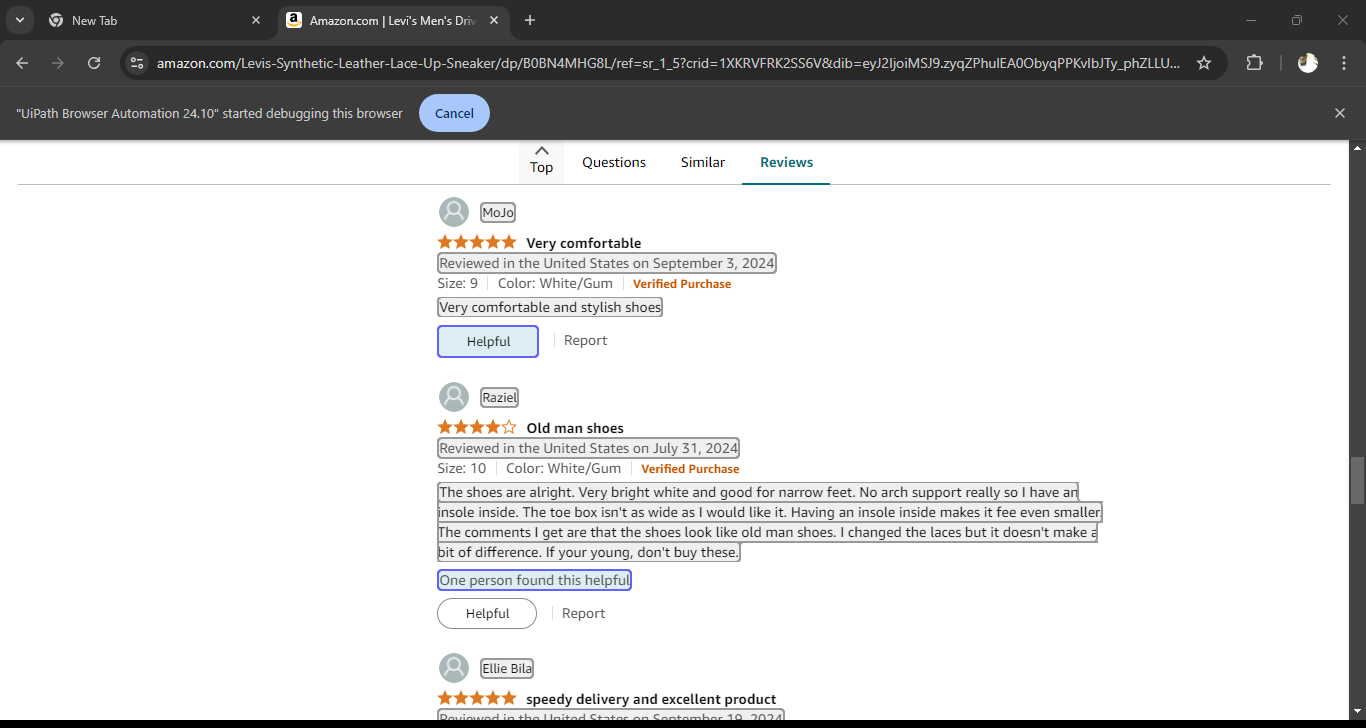 New Tab
Amazon.com | Levi's Men's Driv
amazon.com/Levis-Synthetic-Leather-Lace-Up-Sneaker/dp/B0BN4MHG8L/ref=sr_1_5?crid=1XKRVFRK2SS6V&dib=eyJ2IjoiMSJ9.zyqZPhulEA0ObyqPPKvlbJTy_phZLLU...
"UiPath Browser Automation 24.10" started debugging this browser Cancel
Top Questions Similar Reviews
MoJo
Very comfortable
Reviewed in the United States on September 3, 2024
Size: 9 Color: White/Gum Verified Purchase
Very comfortable and stylish shoes
Helpful Report
Raziel
Old man shoes
Reviewed in the United States on July 31, 2024
Size: 10 Color: White/Gum Verified Purchase
The shoes are alright. Very bright white and good for narrow feet. No arch support really so I have an
insole inside. The toe box isn't as wide as I would like it. Having an insole inside makes it fee even smaller.
The comments I get are that the shoes look like old man shoes. I changed the laces but it doesn't make a
bit of difference. If your young, don't buy these.
One person found this helpful
Helpful Report
Ellie Bila
speedy delivery and excellent product
Reviewed in the United States on September 19, 2024